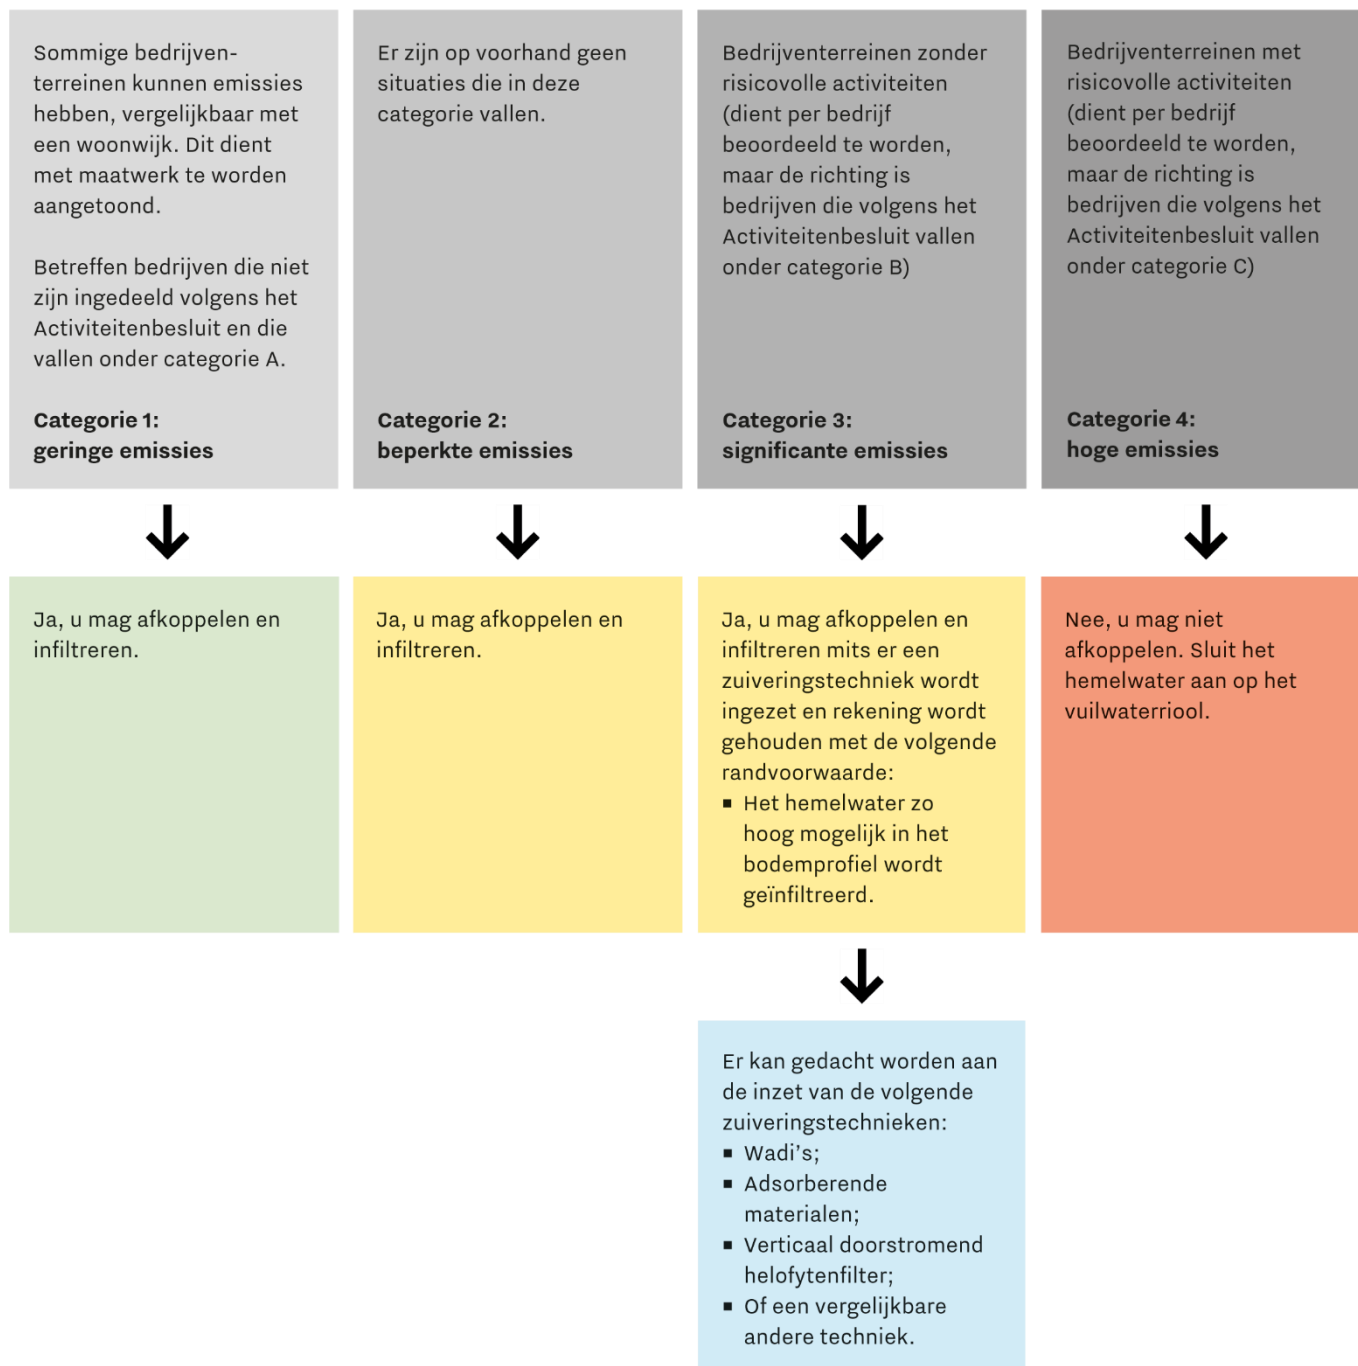 Sommige bedrijven-
terreinen kunnen emissies
hebben, vergelijkbaar met
een woonwijk. Dit dient
met maatwerk te worden
aangetoond.
Betreffen bedrijven die niet
zijn ingedeeld volgens het
Activiteitenbesluit en die
vallen onder categorie A.
Categorie 1:
geringe emissies
Er zijn op voorhand geen
situaties die in deze
categorie vallen.
Categorie 2:
beperkte emissies
Bedrijventerreinen zonder
risicovolle activiteiten
(dient per bedrijf
beoordeeld te worden,
maar de richting is
bedrijven die volgens het
Activiteitenbesluit vallen
onder categorie B)
Categorie 3:
significante emissies
Bedrijventerreinen met
risicovolle activiteiten
(dient per bedrijf
beoordeeld te worden,
maar de richting is
bedrijven die volgens het
Activiteitenbesluit vallen
onder categorie C)
Categorie 4:
hoge emissies
Ja, u mag afkoppelen en
infiltreren.
Ja, u mag afkoppelen en
infiltreren.
Ja, u mag afkoppelen en
infiltreren mits er een
zuiveringstechniek wordt
ingezet en rekening wordt
gehouden met de volgende
randvoorwaarde:
▪ Het hemelwater zo
hoog mogelijk in het
bodemprofiel wordt
geïnfiltreerd.
Nee, u mag niet
afkoppelen. Sluit het
hemelwater aan op het
vuilwaterriool.
Er kan gedacht worden aan
de inzet van de volgende
zuiveringstechnieken:
▪ Wadi's;
▪ Adsorberende
materialen;
▪ Verticaal doorstromend
helofytenfilter;
▪ Of een vergelijkbare
andere techniek.